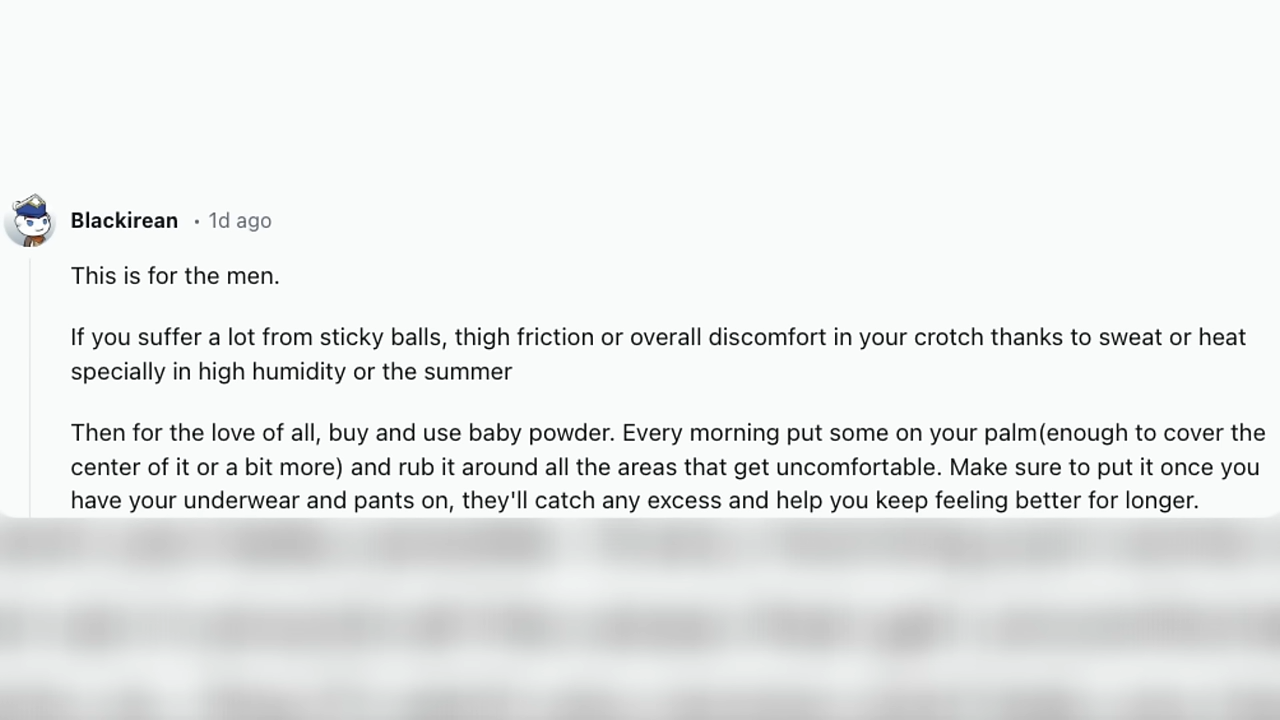 Blackirean • 1d ago
This is for the men.
If you suffer a lot from sticky balls, thigh friction or overall discomfort in your crotch thanks to sweat or heat
specially in high humidity or the summer
Then for the love of all, buy and use baby powder. Every morning put some on your palm(enough to cover the
center of it or a bit more) and rub it around all the areas that get uncomfortable. Make sure to put it once you
have your underwear and pants on, they'll catch any excess and help you keep feeling better for longer.